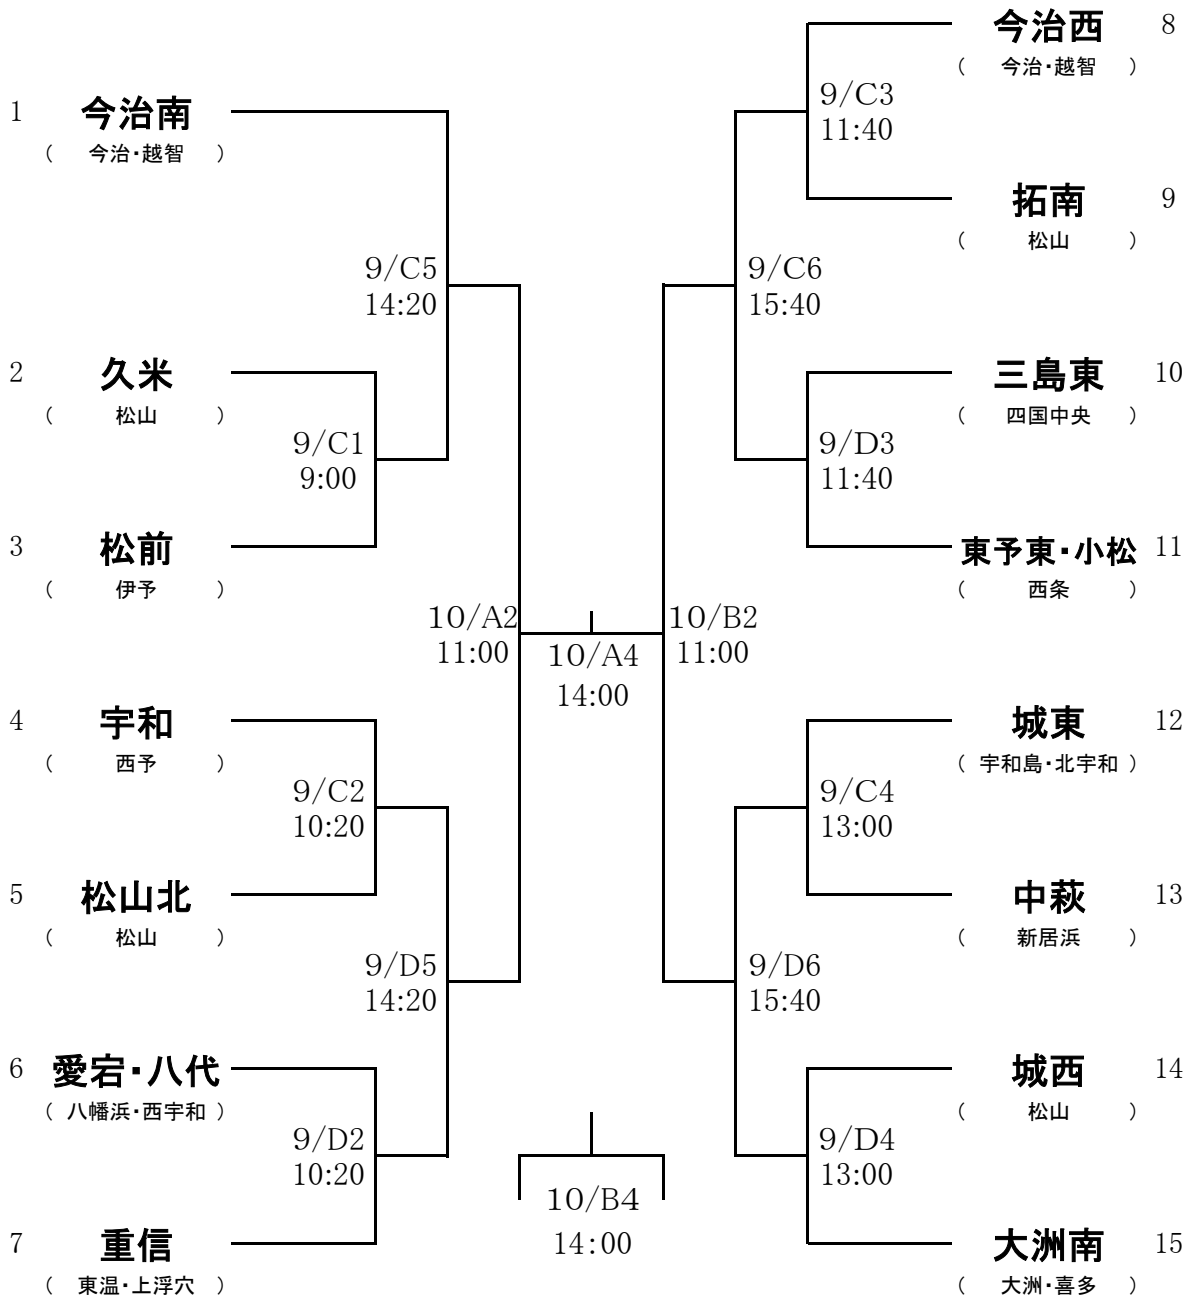 1 今治南
( 今治・越智 )
9/C5
14:20
2 久米
( 松山 )
9/C1
9:00
3 松前
( 伊予 )
10/A2
11:00
4 宇和
( 西予 )
9/C2
10:20
5 松山北
( 松山 )
9/D5
14:20
6 愛宕・八代
( 八幡浜・西宇和 )
9/D2
10:20
7 重信
( 東温・上浮穴 )
10/A4
14:00
10/B4
14:00
今治西 8
( 今治・越智 )
9/C3
11:40
拓南 9
( 松山 )
9/C6
15:40
三島東 10
( 四国中央 )
9/D3
11:40
東予東・小松 11
( 西条 )
10/B2
11:00
城東 12
( 宇和島・北宇和 )
9/C4
13:00
中萩 13
( 新居浜 )
9/D6
15:40
城西 14
( 松山 )
9/D4
13:00
大洲南 15
( 大洲・喜多 )